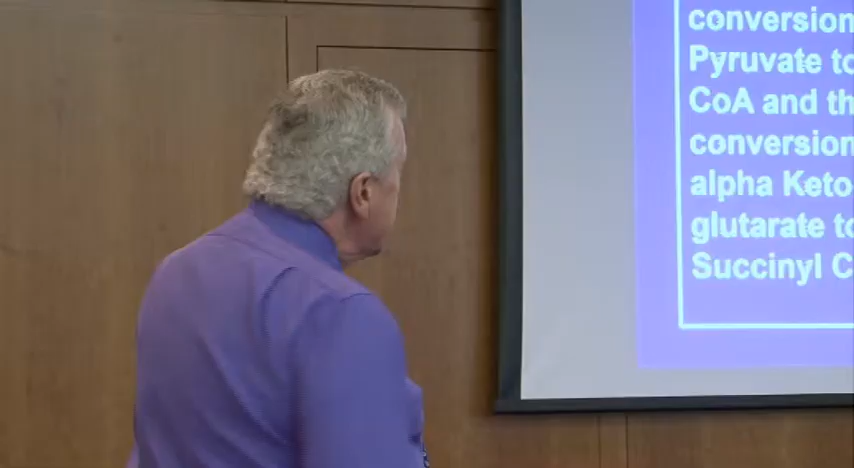 conversion
Pyruvate to
CoA and th
conversion
alpha Keto
glutarate to
Succinyl C